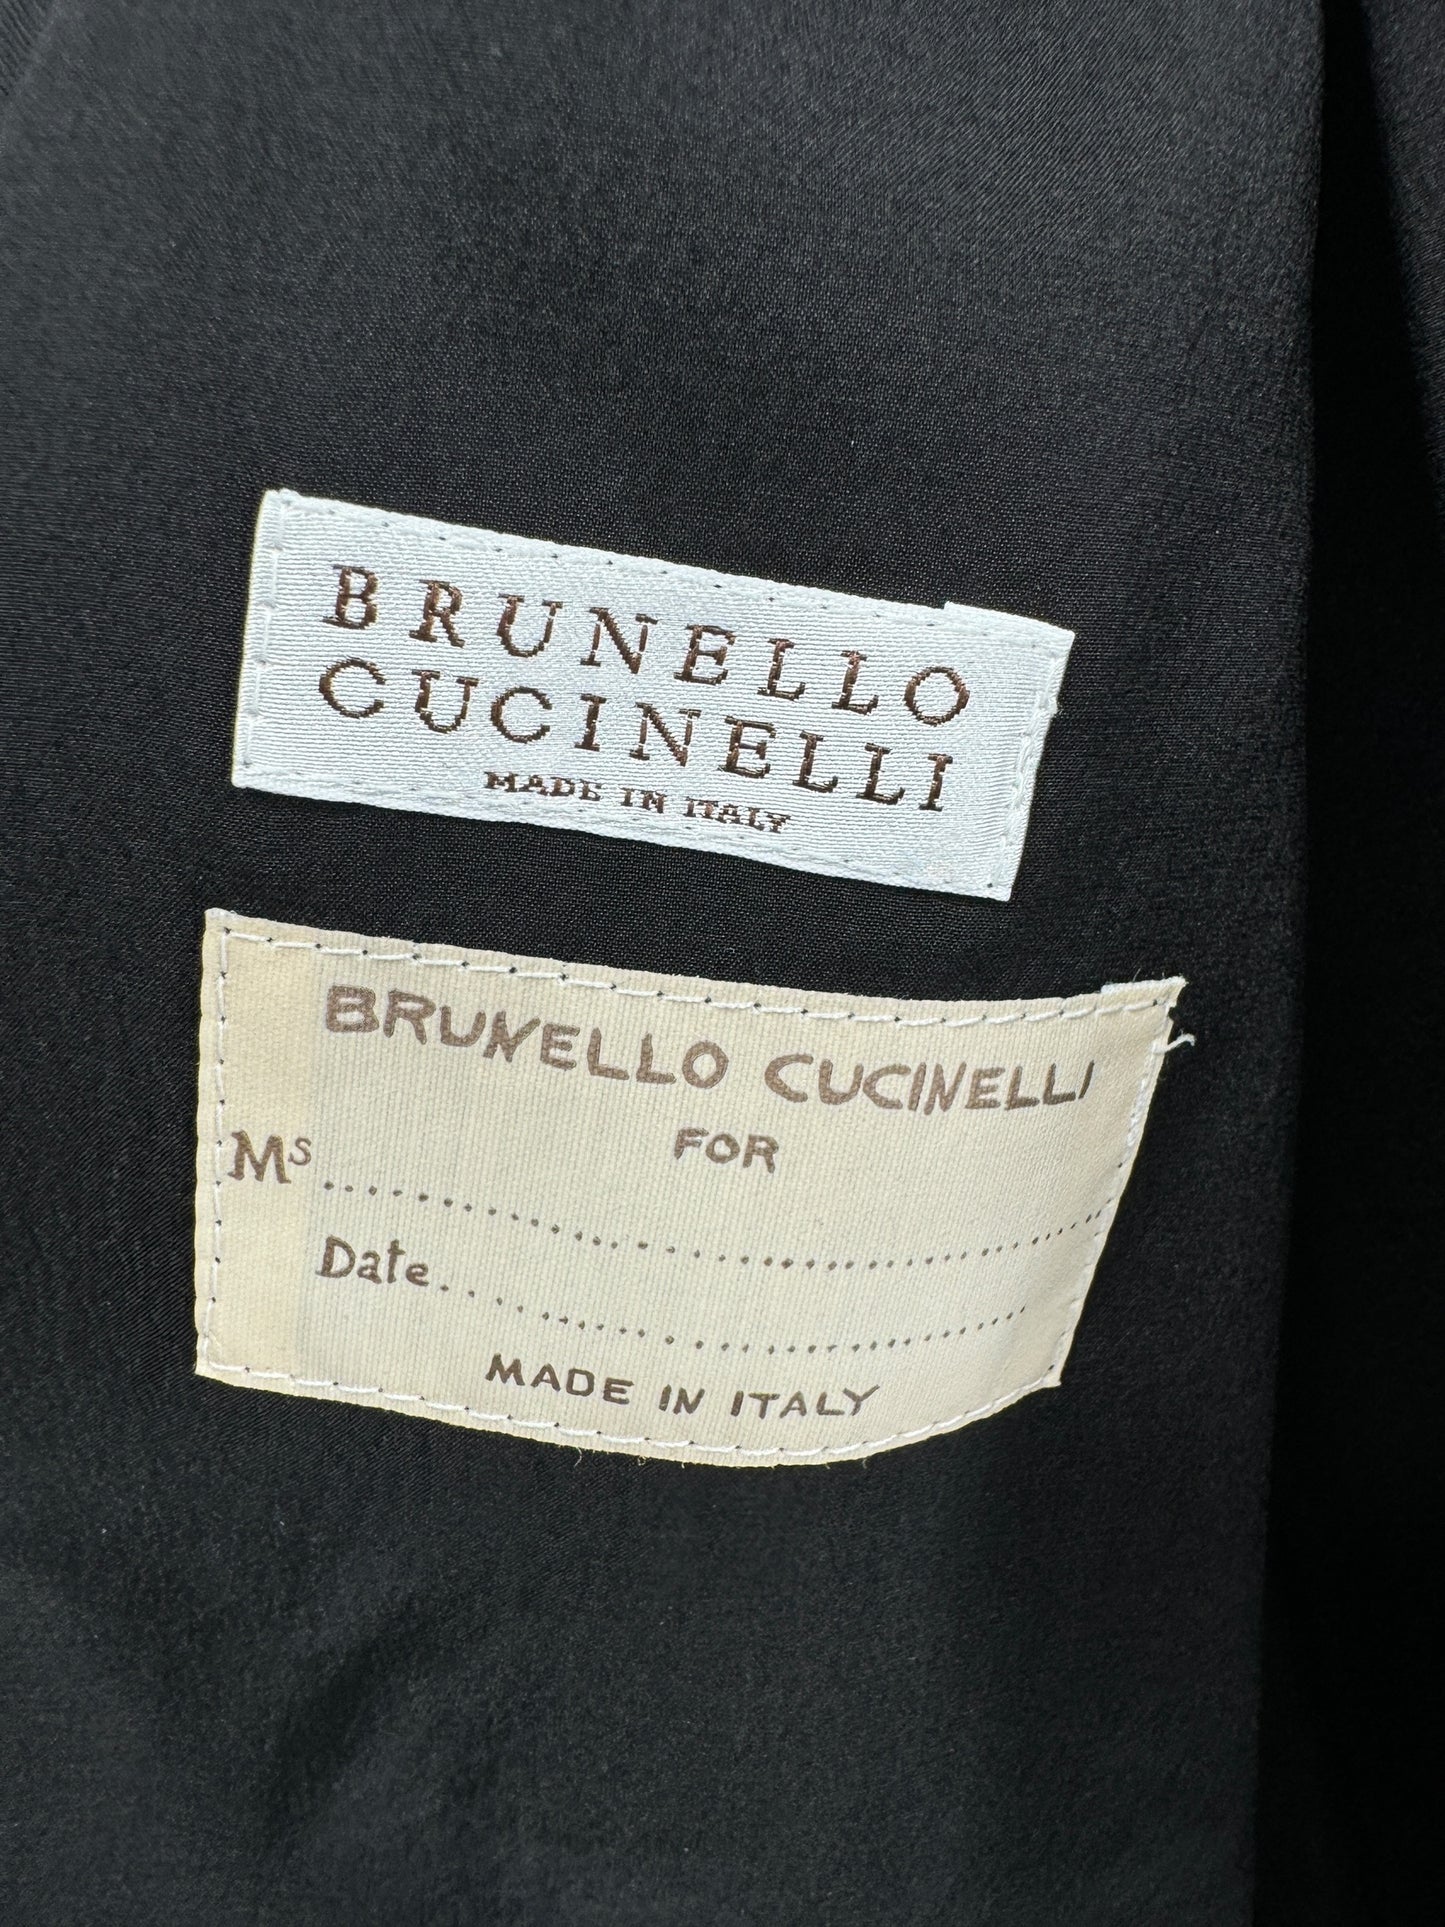 BRUNELLO
CUCINELLI
MADE IN ITALY
BRUNELLO CUCINELLI
FOR
Ms........................................
Date........................................
MADE IN ITALY